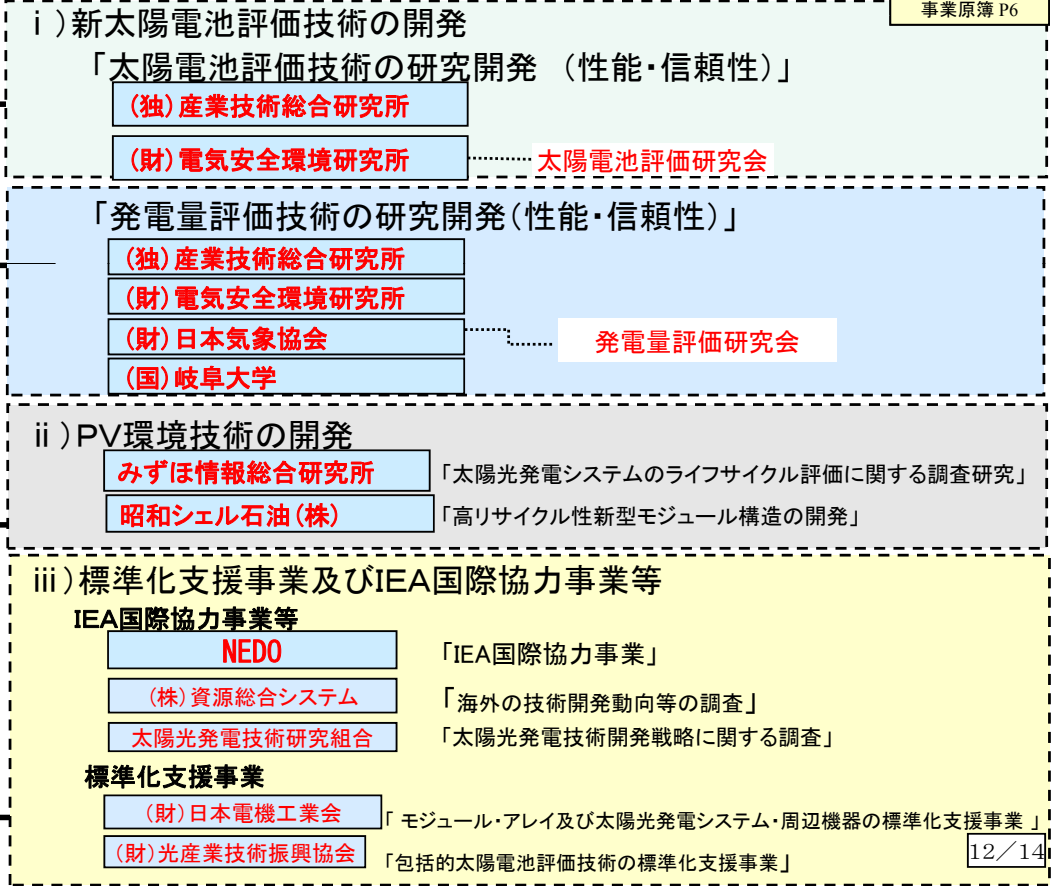 事業原簿 P6
ⅰ)新太陽電池評価技術の開発
「太陽電池評価技術の研究開発 (性能・信頼性)」
(独)産業技術総合研究所
(財)電気安全環境研究所 太陽電池評価研究会
「発電量評価技術の研究開発(性能・信頼性)」
(独)産業技術総合研究所
(財)電気安全環境研究所
(財)日本気象協会 発電量評価研究会
(国)岐阜大学
ⅱ)PV環境技術の開発
みずほ情報総合研究所 「太陽光発電システムのライフサイクル評価に関する調査研究」
昭和シェル石油(株) 「高リサイクル性新型モジュール構造の開発」
ⅲ)標準化支援事業及びIEA国際協力事業等
IEA国際協力事業等
NEDO 「IEA国際協力事業」
(株)資源総合システム 「海外の技術開発動向等の調査」
太陽光発電技術研究組合 「太陽光発電技術開発戦略に関する調査」
標準化支援事業
(財)日本電機工業会 「 モジュール・アレイ及び太陽光発電システム・周辺機器の標準化支援事業 」
(財)光産業技術振興協会 「包括的太陽電池評価技術の標準化支援事業」
12/14